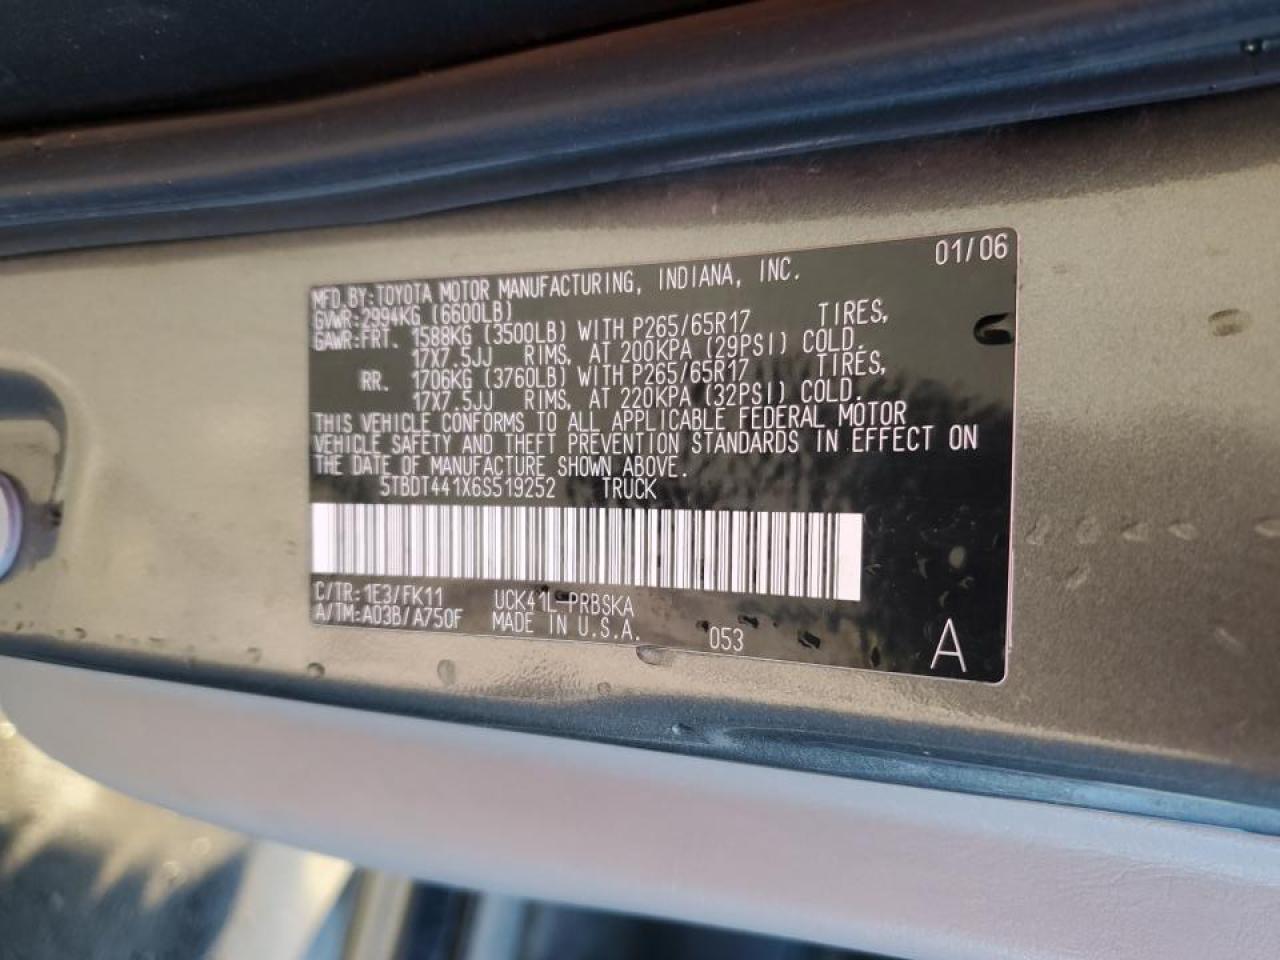 01/06
MFD.BY:TOYOTA MOTOR MANUFACTURING, INDIANA, INC.
GVWR:2994KG (6600LB)
GAWR:FRT. 1588KG (3500LB) WITH P265/65R17 TIRES,
17X7.5JJ RIMS, AT 200KPA (29PSI) COLD.
RR. 1706KG (3760LB) WITH P265/65R17 TIRES,
17X7.5JJ RIMS, AT 220KPA (32PSI) COLD.
THIS VEHICLE CONFORMS TO ALL APPLICABLE FEDERAL MOTOR
VEHICLE SAFETY AND THEFT PREVENTION STANDARDS IN EFFECT ON
THE DATE OF MANUFACTURE SHOWN ABOVE.
5TBDT441X6S519252 TRUCK
C/TR:1E3/FK11 UCK41L-PRBSKA
A/TM:A03B/A750F MADE IN U.S.A. 053
A